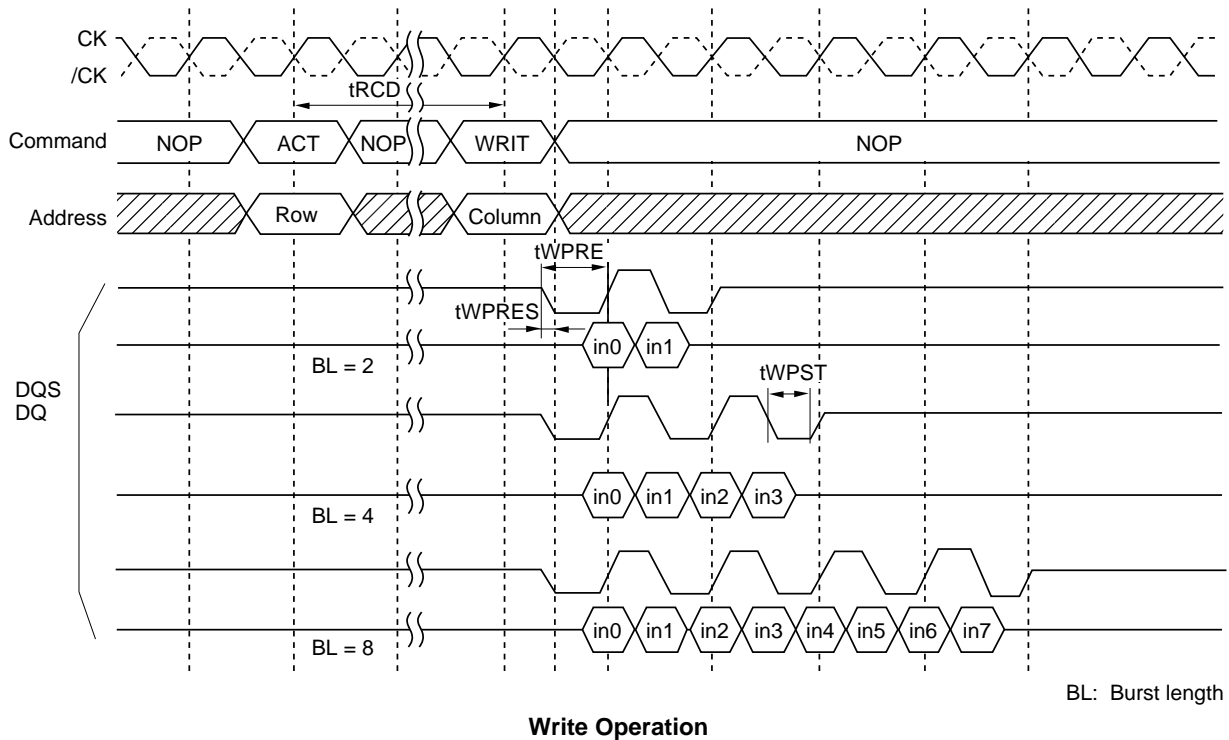 CK
/CK
tRCD
Command NOP ACT NOP WRIT NOP
Address Row Column
tWPRE
tWPRES
in0 in1
BL = 2
tWPST
DQS
DQ
in0 in1 in2 in3
BL = 4
in0 in1 in2 in3 in4 in5 in6 in7
BL = 8
BL: Burst length
Write Operation